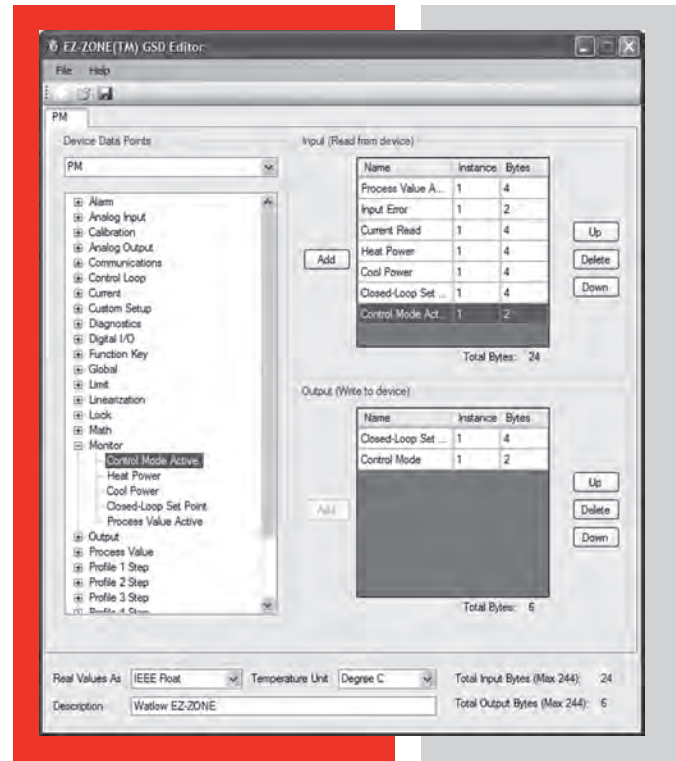 EZ-ZONE(TM) GSD Editor
File Help
PM
Device Data Points
PM
Alarm
Analog Input
Calibration
Analog Output
Communications
Control Loop
Current
Custom Setup
Diagnostics
Digital I/O
Function Key
Global
Limit
Linearization
Lock
Math
Monitor
Control Mode Active
Heat Power
Cool Power
Closed-Loop Set Point
Process Value Active
Output
Process Value
Profile 1 Step
Profile 2 Step
Profile 3 Step
Profile 4 Step
Input (Read from device)
Add
Name Instance Bytes
Process Value A... 1 4
Input Error 1 2
Current Read 1 4
Heat Power 1 4
Cool Power 1 4
Closed-Loop Set ... 1 4
Control Mode Act... 1 2
Total Bytes: 24
Up
Delete
Down
Output (Write to device)
Add
Name Instance Bytes
Closed-Loop Set ... 1 4
Control Mode 1 2
Total Bytes: 6
Up
Delete
Down
Real Values As IEEE Float Temperature Unit Degree C Total Input Bytes (Max 244): 24
Description Watlow EZ-ZONE Total Output Bytes (Max 244): 6